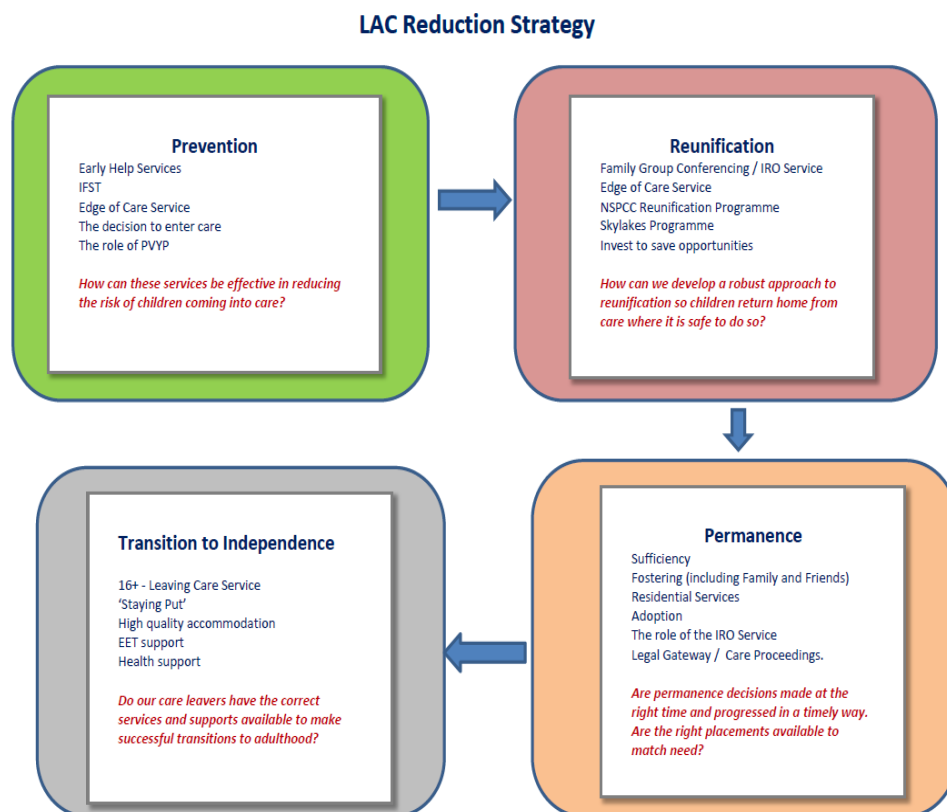 LAC Reduction Strategy
Prevention
Early Help Services
IFST
Edge of Care Service
The decision to enter care
The role of PVYP
How can these services be effective in reducing
the risk of children coming into care?
Reunification
Family Group Conferencing / IRO Service
Edge of Care Service
NSPCC Reunification Programme
Skylakes Programme
Invest to save opportunities
How can we develop a robust approach to
reunification so children return home from
care where it is safe to do so?
Permanence
Sufficiency
Fostering (including Family and Friends)
Residential Services
Adoption
The role of the IRO Service
Legal Gateway / Care Proceedings.
Are permanence decisions made at the
right time and progressed in a timely way.
Are the right placements available to
match need?
Transition to Independence
16+ - Leaving Care Service
‘Staying Put’
High quality accommodation
EET support
Health support
Do our care leavers have the correct
services and supports available to make
successful transitions to adulthood?